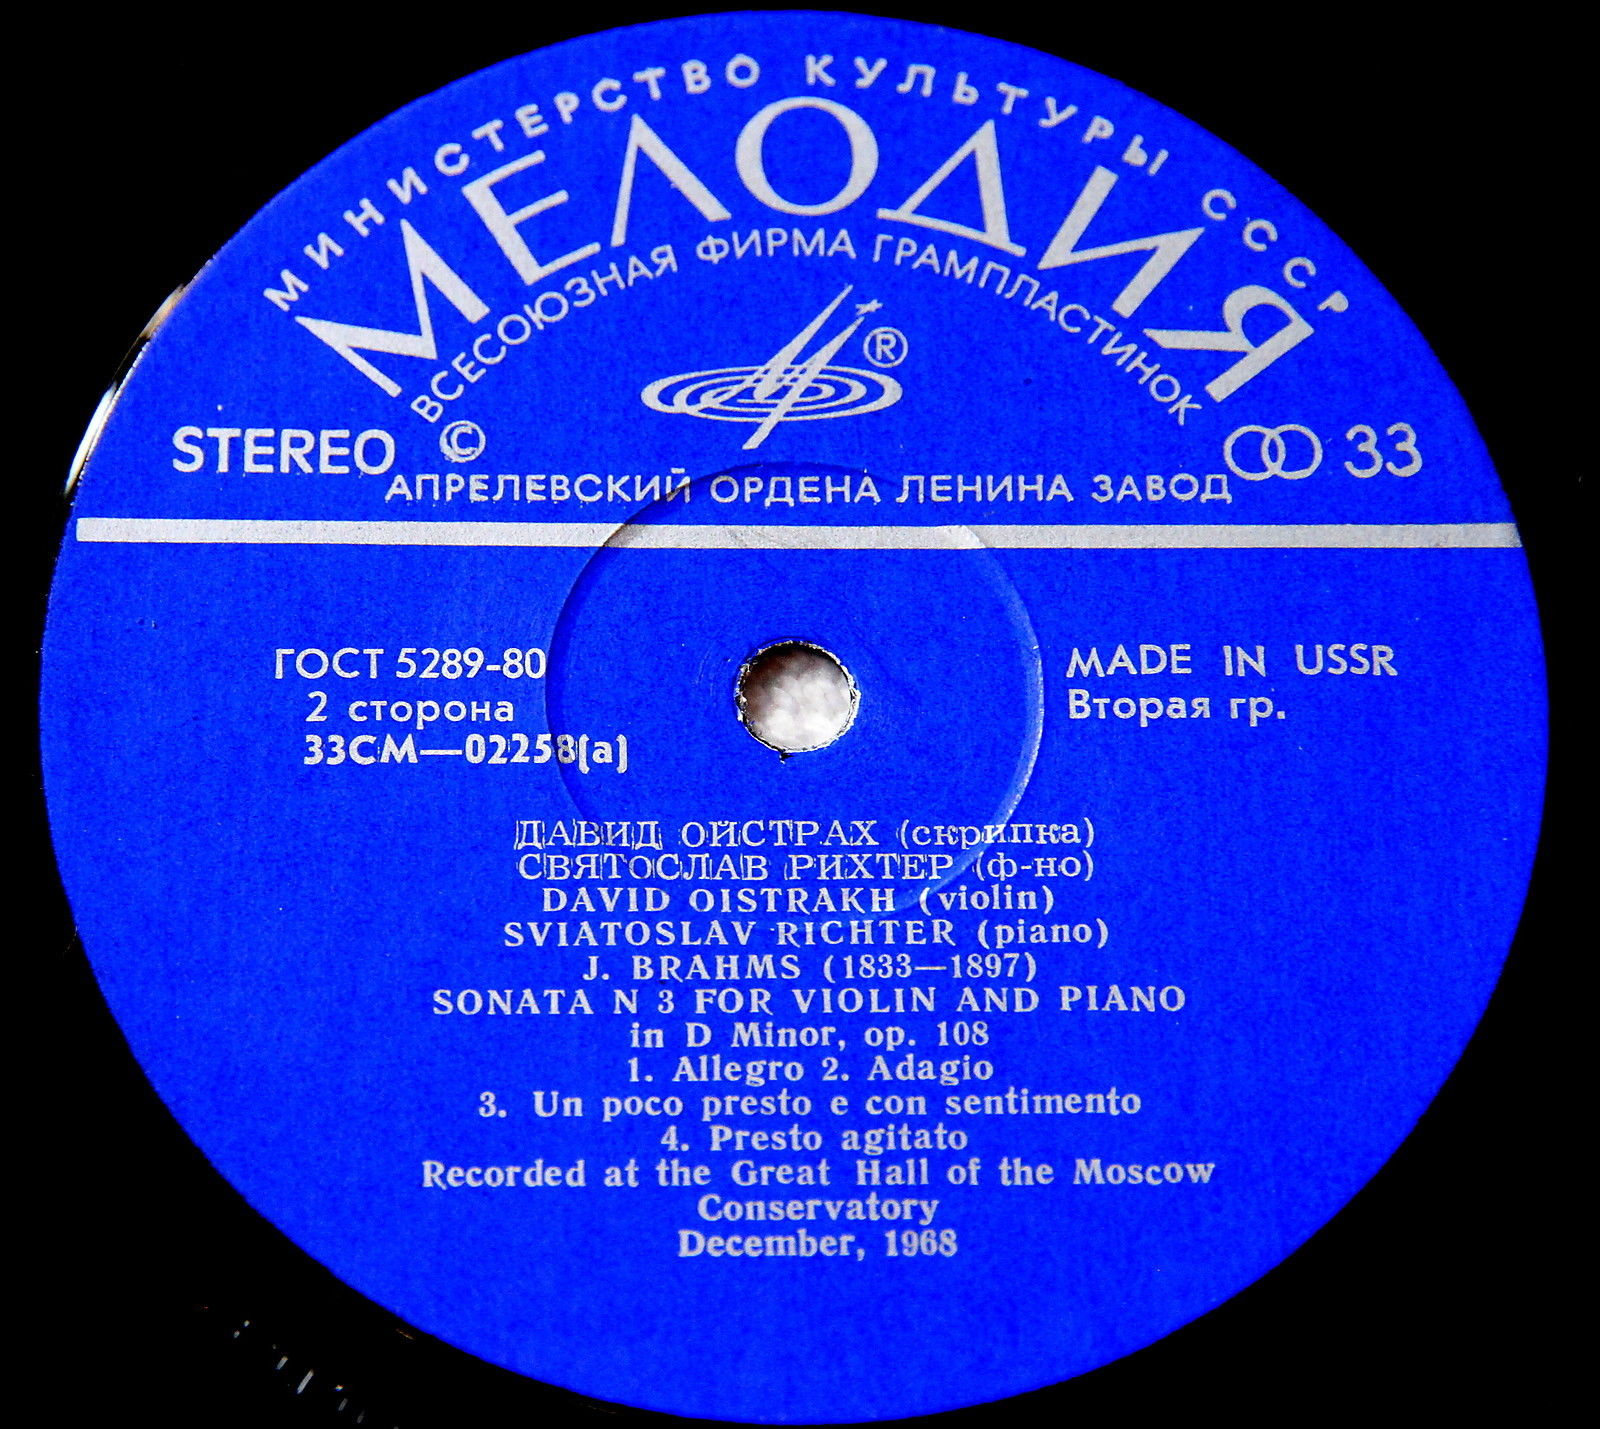 МИНИСТЕРСТВО КУЛЬТУРЫ СССР
МЕЛОДИЯ
ВСЕСОЮЗНАЯ ФИРМА ГРАМПЛАСТИНОК
®
STEREO © 33
АПРЕЛЕВСКИЙ ОРДЕНА ЛЕНИНА ЗАВОД
ГОСТ 5289-80
2 сторона
33СМ—02258(а)
MADE IN USSR
Вторая гр.
ДАВИД ОЙСТРАХ (скрипка)
СВЯТОСЛАВ РИХТЕР (ф-но)
DAVID OISTRAKH (violin)
SVIATOSLAV RICHTER (piano)
J. BRAHMS (1833—1897)
SONATA N 3 FOR VIOLIN AND PIANO
in D Minor, op. 108
1. Allegro 2. Adagio
3. Un poco presto e con sentimento
4. Presto agitato
Recorded at the Great Hall of the Moscow
Conservatory
December, 1968